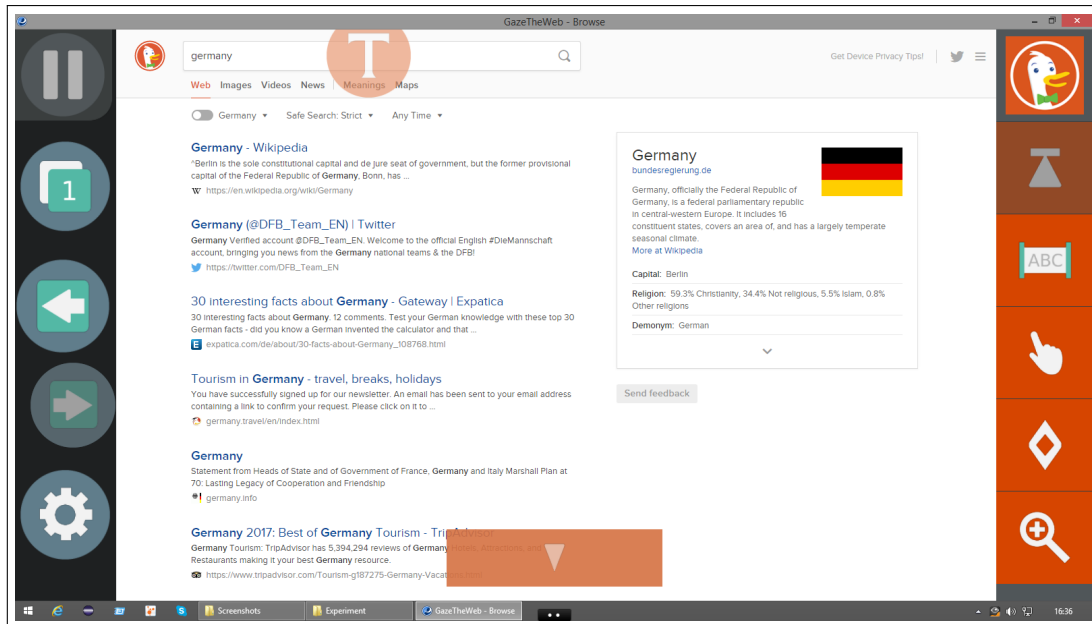 GazeTheWeb - Browse
germany
T
Get Device Privacy Tips!
Web Images Videos News Meanings Maps
Germany Safe Search: Strict Any Time
Germany - Wikipedia
^Berlin is the sole constitutional capital and de jure seat of government, but the former provisional
capital of the Federal Republic of Germany, Bonn, has ...
W https://en.wikipedia.org/wiki/Germany
Germany (@DFB_Team_EN) | Twitter
Germany Verified account @DFB_Team_EN. Welcome to the official English #DieMannschaft
account, bringing you news from the Germany national teams & the DFB!
https://twitter.com/DFB_Team_EN
30 interesting facts about Germany - Gateway | Expatica
30 interesting facts about Germany. 12 comments. Test your German knowledge with these top 30
German facts - did you know a German invented the calculator and that ...
E expatica.com/de/about/30-facts-about-Germany_108768.html
Tourism in Germany - travel, breaks, holidays
You have successfully signed up for our newsletter. An email has been sent to your email address
containing a link to confirm your request. Please click on it to ...
germany.travel/en/index.html
Germany
Statement from Heads of State and of Government of France, Germany and Italy Marshall Plan at
70: Lasting Legacy of Cooperation and Friendship
germany.info
Germany 2017: Best of Germany Tourism - TripAdvisor
Germany Tourism: TripAdvisor has 5,394,294 reviews of Germany Hotels, Attractions, and
Restaurants making it your best Germany resource.
https://www.tripadvisor.com/Tourism-g187275-Germany-Vacations.html
Germany
bundesregierung.de
Germany, officially the Federal Republic of
Germany, is a federal parliamentary republic
in central-western Europe. It includes 16
constituent states, covers an area of, and has a largely temperate
seasonal climate.
More at Wikipedia
Capital: Berlin
Religion: 59.3% Christianity, 34.4% Not religious, 5.5% Islam, 0.8%
Other religions
Demonym: German
Send feedback
1
ABC
Screenshots
Experiment
GazeTheWeb - Browse
16:36